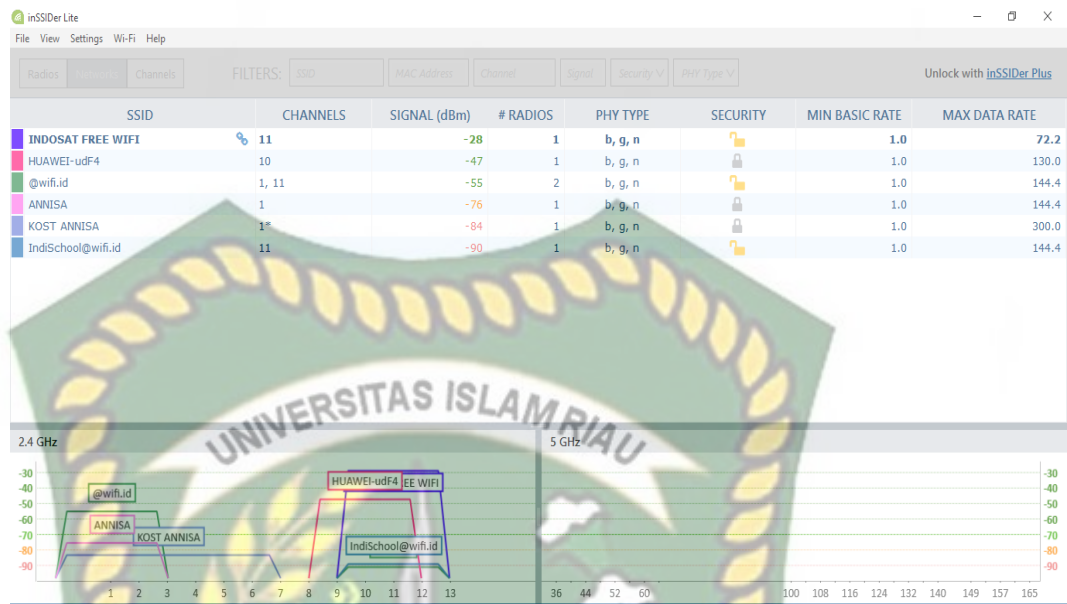 inSSIDer Lite
File View Settings Wi-Fi Help
Radios Networks Channels FILTERS: SSID MAC Address Channel Signal Security PHY Type Unlock with inSSIDer Plus
SSID CHANNELS SIGNAL (dBm) # RADIOS PHY TYPE SECURITY MIN BASIC RATE MAX DATA RATE
INDOSAT FREE WIFI 11 -28 1 b, g, n 1.0 72.2
HUAWEI-udF4 10 -47 1 b, g, n 1.0 130.0
@wifi.id 1, 11 -55 2 b, g, n 1.0 144.4
ANNISA 1 -76 1 b, g, n 1.0 144.4
KOST ANNISA 1* -84 1 b, g, n 1.0 300.0
IndiSchool@wifi.id 11 -90 1 b, g, n 1.0 144.4
UNIVERSITAS ISLAM RIAU
2.4 GHz 5 GHz
-30 HUAWEI-udF4 EE WIFI -30
-40 @wifi.id -40
-50 -50
-60 ANNISA -60
-70 KOST ANNISA -70
-80 IndiSchool@wifi.id -80
-90 -90
1 2 3 4 5 6 7 8 9 10 11 12 13 36 44 52 60 100 108 116 124 132 140 149 157 165